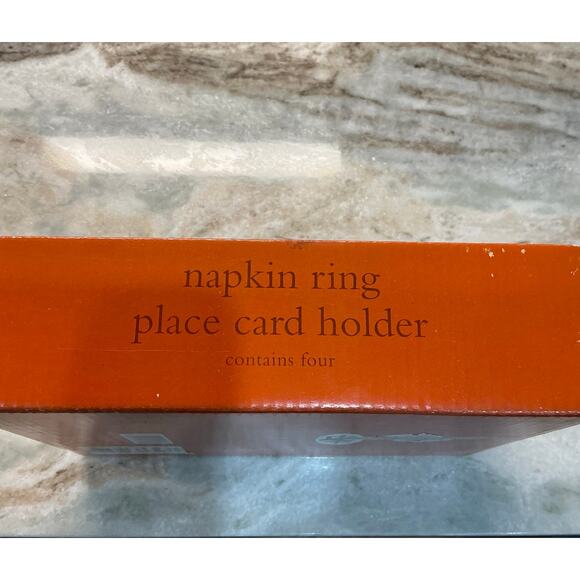 napkin ring
place card holder
contains four